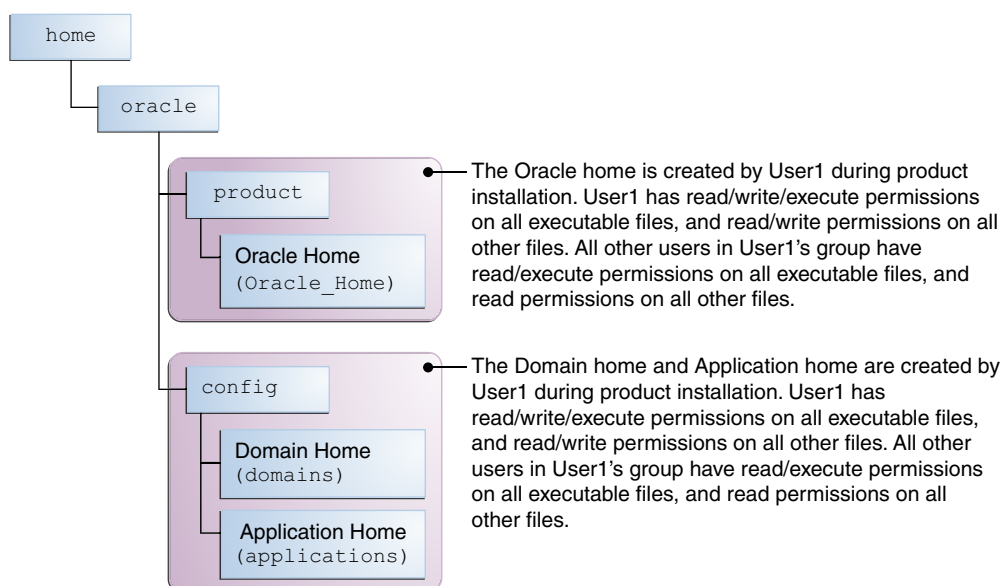 home
oracle
product
Oracle Home
(Oracle_Home)
The Oracle home is created by User1 during product
installation. User1 has read/write/execute permissions
on all executable files, and read/write permissions on all
other files. All other users in User1's group have
read/execute permissions on all executable files, and
read permissions on all other files.
config
Domain Home
(domains)
Application Home
(applications)
The Domain home and Application home are created by
User1 during product installation. User1 has
read/write/execute permissions on all executable files,
and read/write permissions on all other files. All other
users in User1's group have read/execute permissions
on all executable files, and read permissions on all
other files.